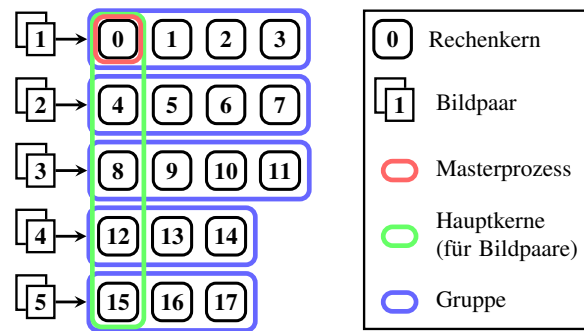 1 0 1 2 3
2 4 5 6 7
3 8 9 10 11
4 12 13 14
5 15 16 17
0 Rechenkern
1 Bildpaar
Masterprozess
Hauptkerne
(für Bildpaare)
Gruppe